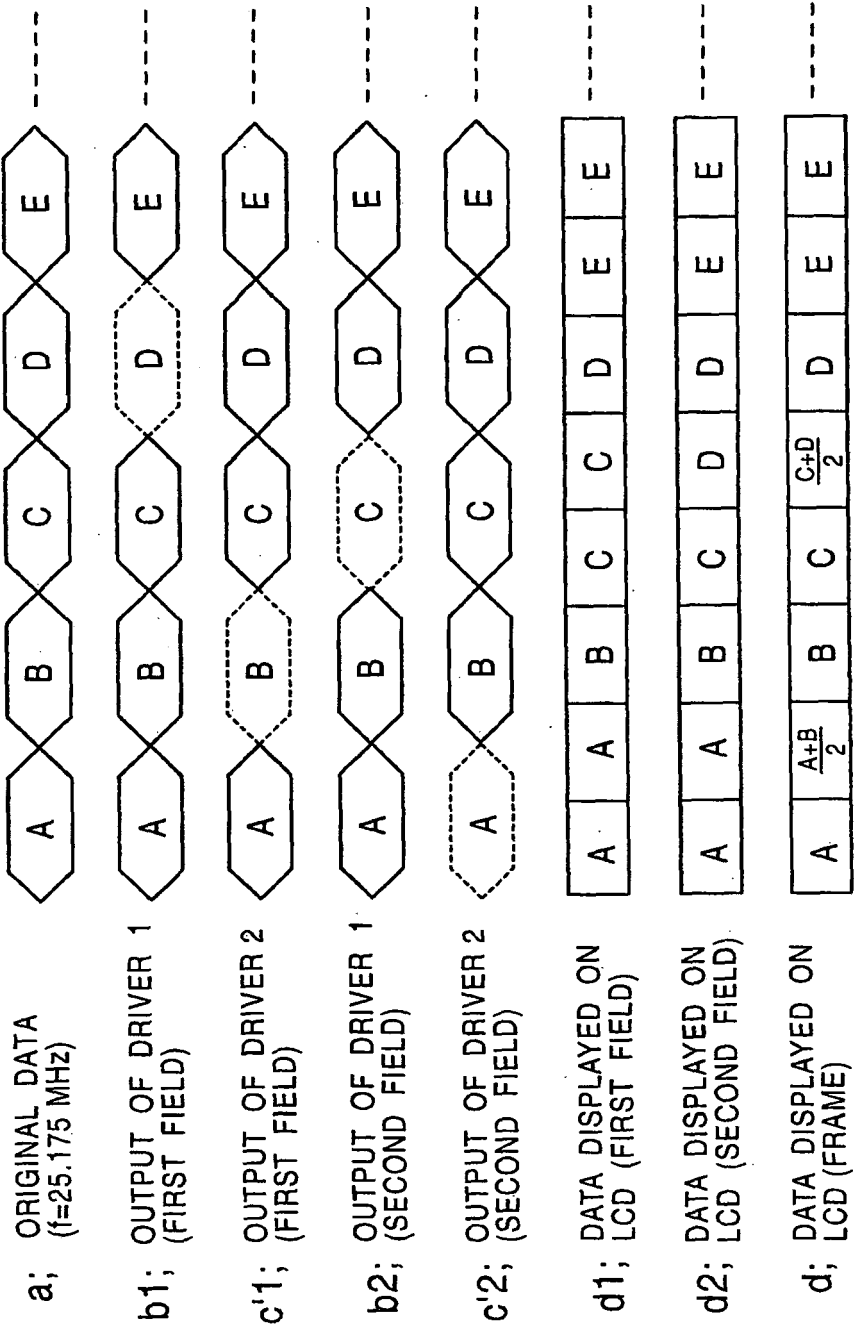 a; ORIGINAL DATA
(f=25.175 MHz)
A B C D E
b1; OUTPUT OF DRIVER 1
(FIRST FIELD)
A B C D E
c'1; OUTPUT OF DRIVER 2
(FIRST FIELD)
A B C D E
b2; OUTPUT OF DRIVER 1
(SECOND FIELD)
A B C D E
c'2; OUTPUT OF DRIVER 2
(SECOND FIELD)
A B C D E
d1; DATA DISPLAYED ON
LCD (FIRST FIELD)
A A B C C D E E
d2; DATA DISPLAYED ON
LCD (SECOND FIELD)
A A B C D D E E
d; DATA DISPLAYED ON
LCD (FRAME)
A A+B/2 B C C+D/2 D E E